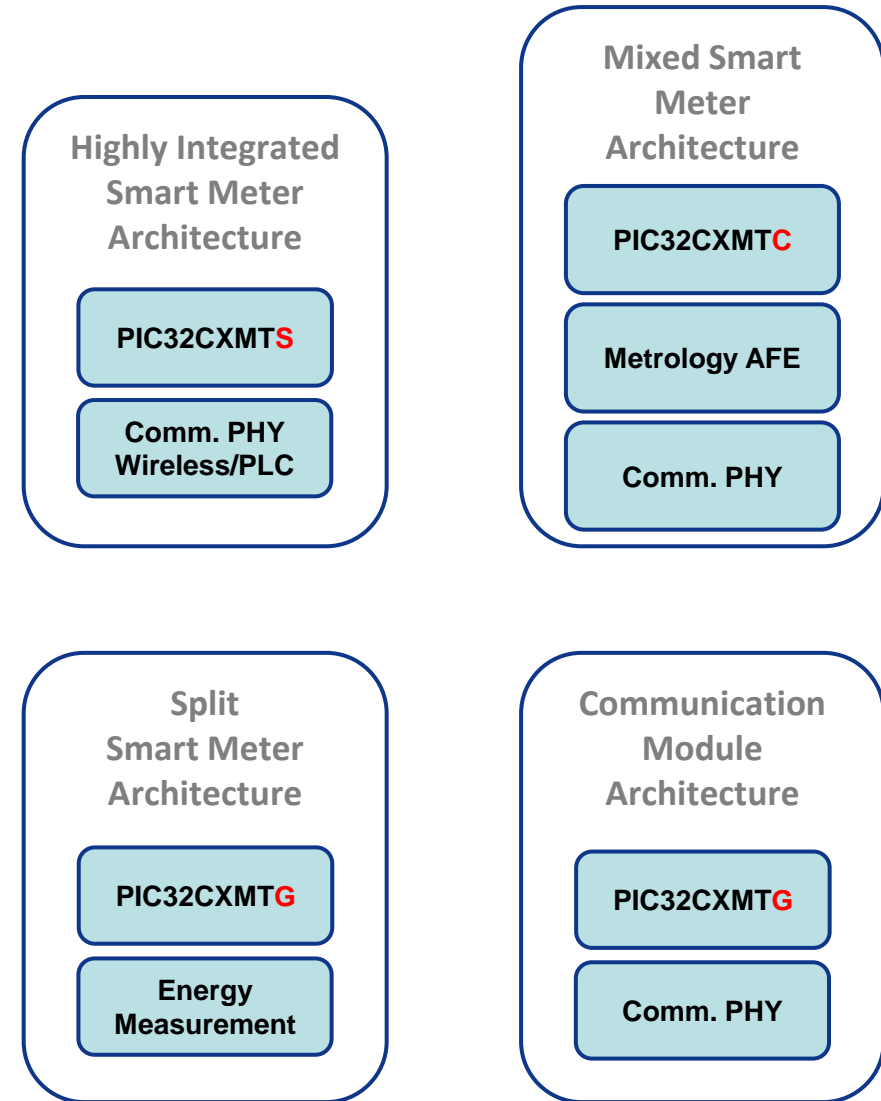 Highly Integrated
Smart Meter
Architecture
PIC32CXMTS
Comm. PHY
Wireless/PLC
Mixed Smart
Meter
Architecture
PIC32CXMTC
Metrology AFE
Comm. PHY
Split
Smart Meter
Architecture
PIC32CXMTG
Energy
Measurement
Communication
Module
Architecture
PIC32CXMTG
Comm. PHY